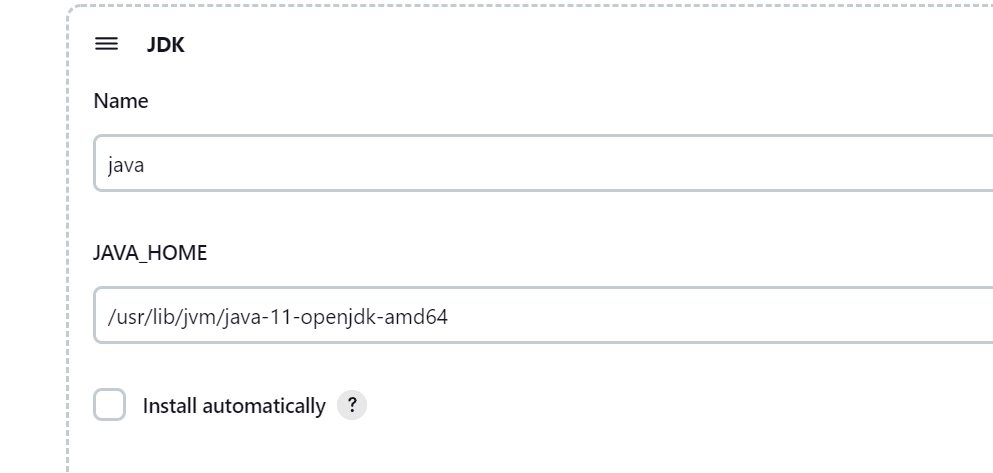 JDK
Name
java
JAVA_HOME
/usr/lib/jvm/java-11-openjdk-amd64
Install automatically ?